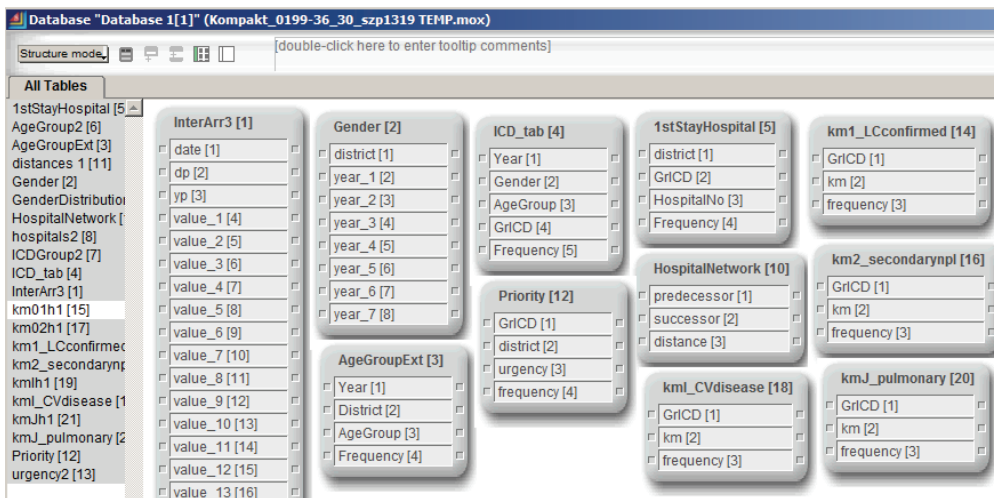 Database "Database 1[1]" (Kompakt_0199-36_30_szp1319 TEMP.mox)
Structure mode
[double-click here to enter tooltip comments]
All Tables
1stStayHospital [5
AgeGroup2 [6]
AgeGroupExt [3]
distances 1 [11]
Gender [2]
GenderDistribution
HospitalNetwork [
hospitals2 [8]
ICDGroup2 [7]
ICD_tab [4]
InterArr3 [1]
km01h1 [15]
km02h1 [17]
km1_LCconfirmed
km2_secondarynp
kmlh1 [19]
kml_CVdisease [1
kmJh1 [21]
kmJ_pulmonary [2
Priority [12]
urgency2 [13]
InterArr3 [1]
date [1]
dp [2]
yp [3]
value_1 [4]
value_2 [5]
value_3 [6]
value_4 [7]
value_5 [8]
value_6 [9]
value_7 [10]
value_8 [11]
value_9 [12]
value_10 [13]
value_11 [14]
value_12 [15]
value_13 [16]
Gender [2]
district [1]
year_1 [2]
year_2 [3]
year_3 [4]
year_4 [5]
year_5 [6]
year_6 [7]
year_7 [8]
AgeGroupExt [3]
Year [1]
District [2]
AgeGroup [3]
Frequency [4]
ICD_tab [4]
Year [1]
Gender [2]
AgeGroup [3]
GrICD [4]
Frequency [5]
Priority [12]
GrICD [1]
district [2]
urgency [3]
frequency [4]
1stStayHospital [5]
district [1]
GrICD [2]
HospitalNo [3]
Frequency [4]
HospitalNetwork [10]
predecessor [1]
successor [2]
distance [3]
kml_CVdisease [18]
GrICD [1]
km [2]
frequency [3]
km1_LCconfirmed [14]
GrICD [1]
km [2]
frequency [3]
km2_secondarynpl [16]
GrICD [1]
km [2]
frequency [3]
kmJ_pulmonary [20]
GrICD [1]
km [2]
frequency [3]